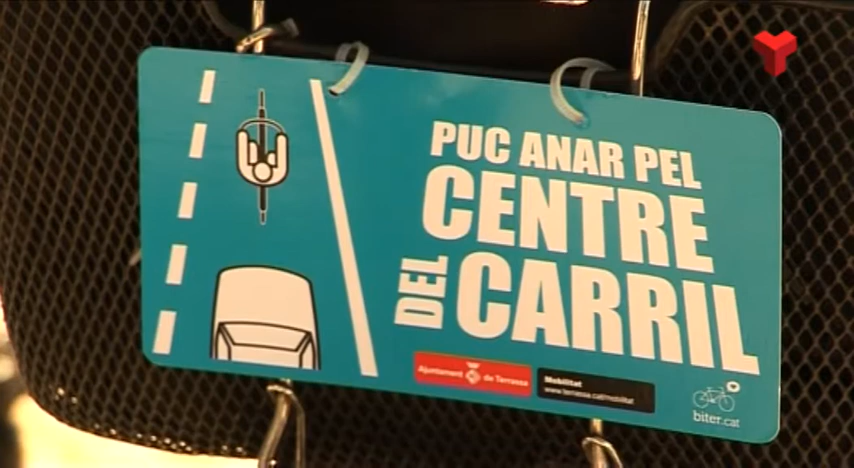 PUC ANAR PEL
CENTRE
DEL CARRIL
Ajuntament de Terrassa
Mobilitat
www.terrassa.cat/mobilitat
biter.cat